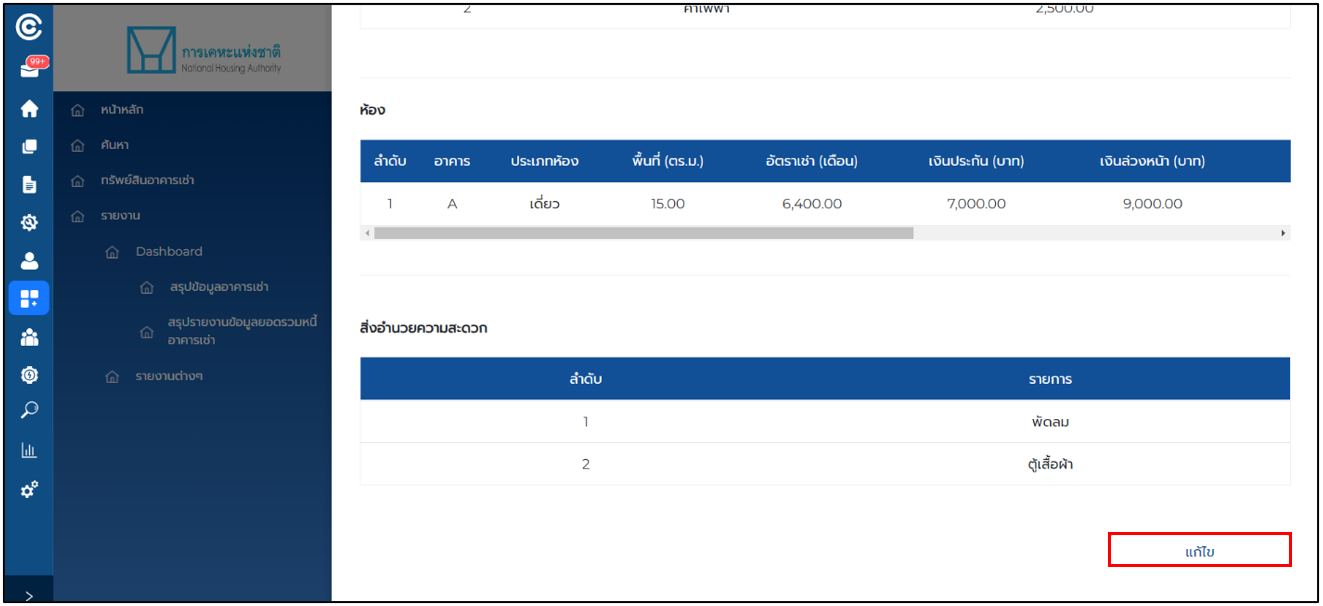 2 ค่าไฟฟ้า 2,500.00
99+
การเคหะแห่งชาติ
National Housing Authority
หน้าหลัก
ค้นหา
ทรัพย์สินอาคารเช่า
รายงาน
Dashboard
สรุปข้อมูลอาคารเช่า
สรุปรายงานข้อมูลยอดรวมหนี้
อาคารเช่า
รายงานต่างๆ
ห้อง
ลำดับ อาคาร ประเภทห้อง พื้นที่ (ตร.ม.) อัตราเช่า (เดือน) เงินประกัน (บาท) เงินล่วงหน้า (บาท)
1 A เดี่ยว 15.00 6,400.00 7,000.00 9,000.00
สิ่งอำนวยความสะดวก
ลำดับ รายการ
1 พัดลม
2 ตู้เสื้อผ้า
แก้ไข